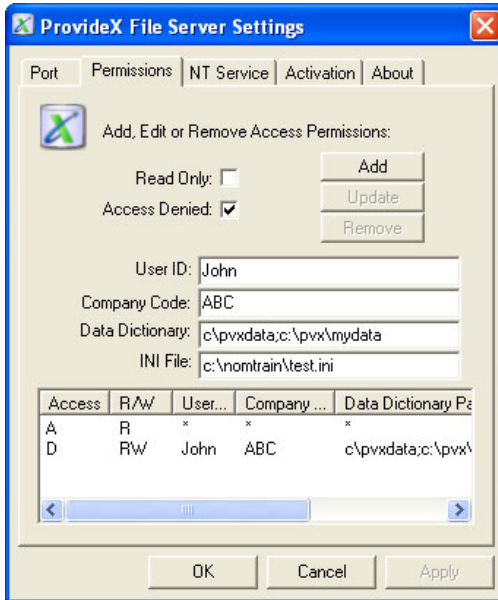 ProvideX File Server Settings
Port Permissions NT Service Activation About
Add, Edit or Remove Access Permissions:
Read Only:
Access Denied:
Add
Update
Remove
User ID: John
Company Code: ABC
Data Dictionary: c\pvxdata;c:\pvx\mydata
INI File: c:\nomtrain\test.ini
Access R/W User... Company ... Data Dictionary Pa
A R * * *
D RW John ABC c\pvxdata;c:\pvx\
OK Cancel Apply